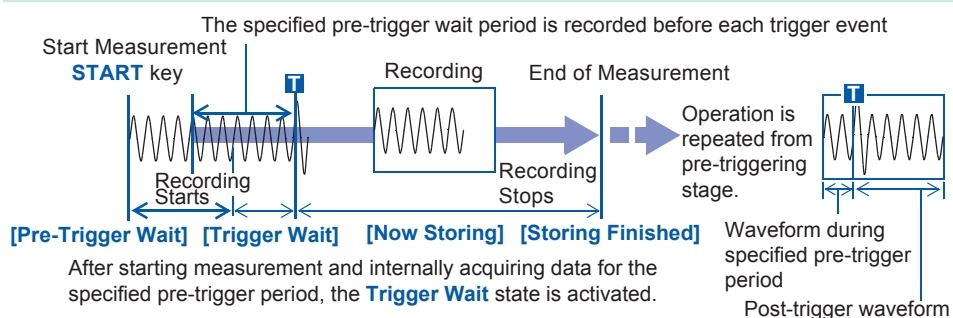 The specified pre-trigger wait period is recorded before each trigger event
Start Measurement
START key
T
Recording
End of Measurement
Recording
Starts
Recording
Stops
[Pre-Trigger Wait]
[Trigger Wait]
[Now Storing]
[Storing Finished]
After starting measurement and internally acquiring data for the
specified pre-trigger period, the Trigger Wait state is activated.
Operation is
repeated from
pre-triggering
stage.
T
Waveform during
specified pre-trigger
period
Post-trigger waveform